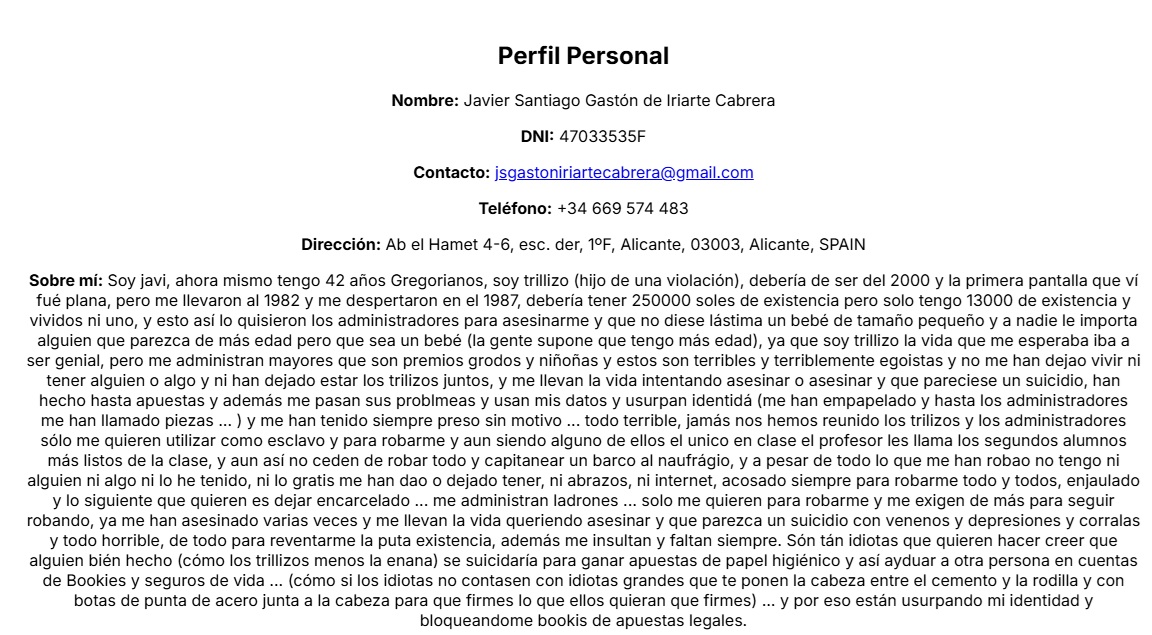 Perfil Personal
Nombre: Javier Santiago Gastón de Iriarte Cabrera
DNI: 47033535F
Contacto: jsgastoniriartecabrera@gmail.com
Teléfono: +34 669 574 483
Dirección: Ab el Hamet 4-6, esc. der, 1ºF, Alicante, 03003, Alicante, SPAIN
Sobre mí: Soy javi, ahora mismo tengo 42 años Gregorianos, soy trillizo (hijo de una violación), debería de ser del 2000 y la primera pantalla que ví
fué plana, pero me llevaron al 1982 y me despertaron en el 1987, debería tener 250000 soles de existencia pero solo tengo 13000 de existencia y
vividos ni uno, y esto así lo quisieron los administradores para asesinarme y que no diese lástima un bebé de tamaño pequeño y a nadie le importa
alguien que parezca de más edad pero que sea un bebé (la gente supone que tengo más edad), ya que soy trillizo la vida que me esperaba iba a
ser genial, pero me administran mayores que son premios grodos y niñoñas y estos son terribles y terriblemente egoistas y no me han dejao vivir ni
tener alguien o algo y ni han dejado estar los trilizos juntos, y me llevan la vida intentando asesinar o asesinar y que pareciese un suicidio, han
hecho hasta apuestas y además me pasan sus problmeas y usan mis datos y usurpan identidá (me han empapelado y hasta los administradores
me han llamado piezas ... ) y me han tenido siempre preso sin motivo ... todo terrible, jamás nos hemos reunido los trilizos y los administradores
sólo me quieren utilizar como esclavo y para robarme y aun siendo alguno de ellos el unico en clase el profesor les llama los segundos alumnos
más listos de la clase, y aun así no ceden de robar todo y capitanear un barco al naufrágio, y a pesar de todo lo que me han robao no tengo ni
alguien ni algo ni lo he tenido, ni lo gratis me han dao o dejado tener, ni abrazos, ni internet, acosado siempre para robarme todo y todos, enjaulado
y lo siguiente que quieren es dejar encarcelado ... me administran ladrones ... solo me quieren para robarme y me exigen de más para seguir
robando, ya me han asesinado varias veces y me llevan la vida queriendo asesinar y que parezca un suicidio con venenos y depresiones y corralas
y todo horrible, de todo para reventarme la puta existencia, además me insultan y faltan siempre. Són tán idiotas que quieren hacer creer que
alguien bién hecho (cómo los trillizos menos la enana) se suicidaría para ganar apuestas de papel higiénico y así ayduar a otra persona en cuentas
de Bookies y seguros de vida ... (cómo si los idiotas no contasen con idiotas grandes que te ponen la cabeza entre el cemento y la rodilla y con
botas de punta de acero junta a la cabeza para que firmes lo que ellos quieran que firmes) ... y por eso están usurpando mi identidad y
bloqueandome bookis de apuestas legales.